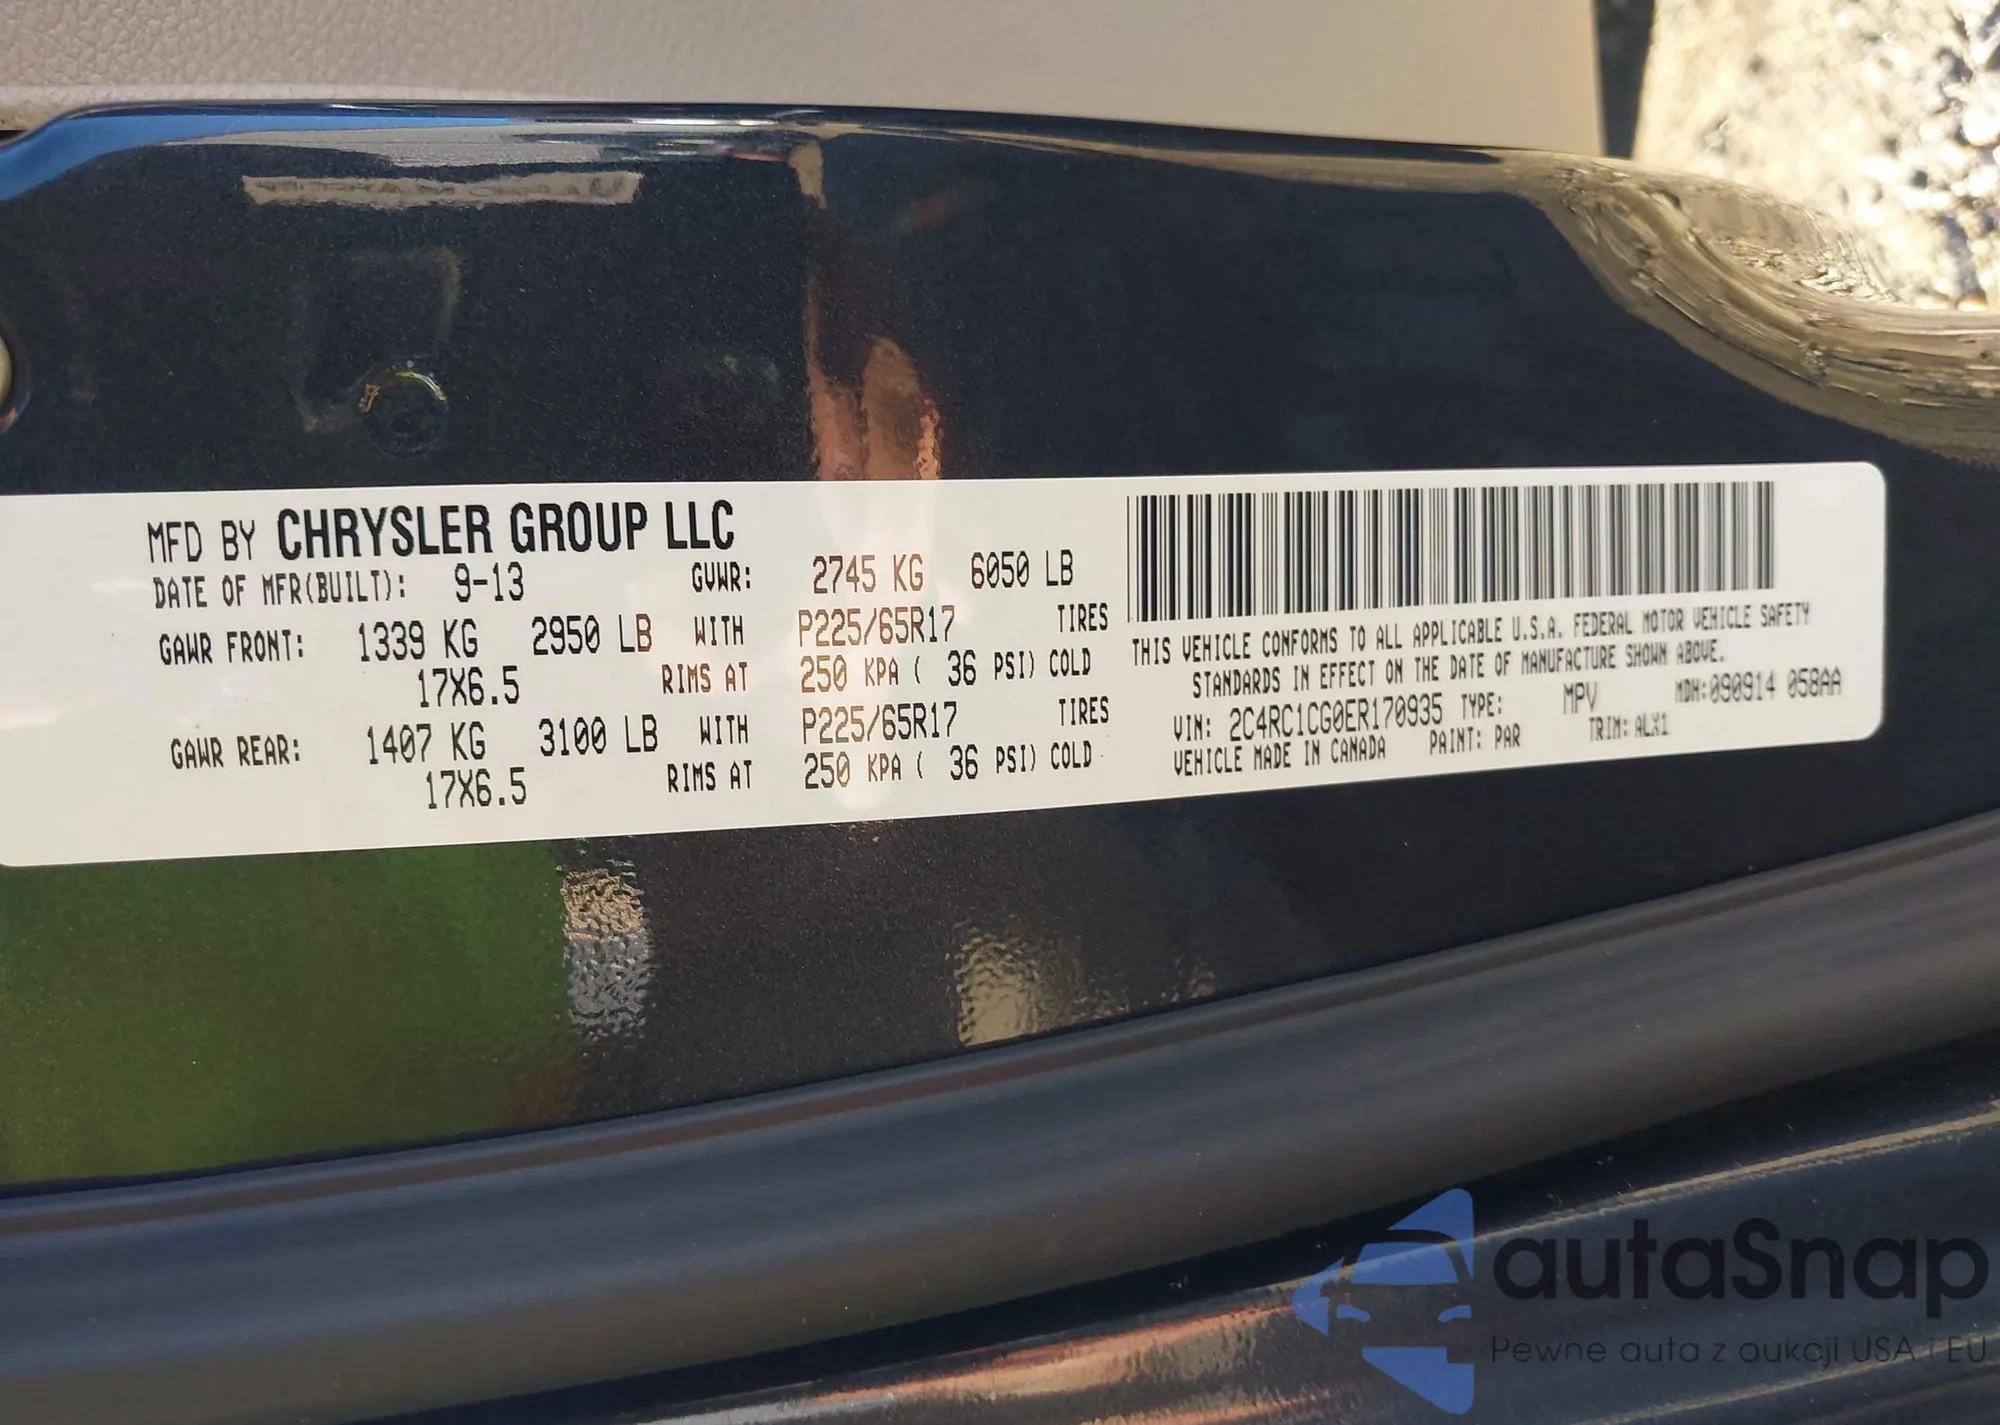 MFD BY CHRYSLER GROUP LLC
DATE OF MFR(BUILT): 9-13 GVWR: 2745 KG 6050 LB
GAWR FRONT: 1339 KG 2950 LB WITH P225/65R17 TIRES
17X6.5 RIMS AT 250 KPA ( 36 PSI) COLD
GAWR REAR: 1407 KG 3100 LB WITH P225/65R17 TIRES
17X6.5 RIMS AT 250 KPA ( 36 PSI) COLD
THIS VEHICLE CONFORMS TO ALL APPLICABLE U.S.A. FEDERAL MOTOR VEHICLE SAFETY
STANDARDS IN EFFECT ON THE DATE OF MANUFACTURE SHOWN ABOVE.
VIN: 2C4RC1CG0ER170935 TYPE: MPV MDH:090914 058AA
VEHICLE MADE IN CANADA PAINT: PAR TRIM: ALX1
autaSnap
Pewne auta z aukcji USA i EU